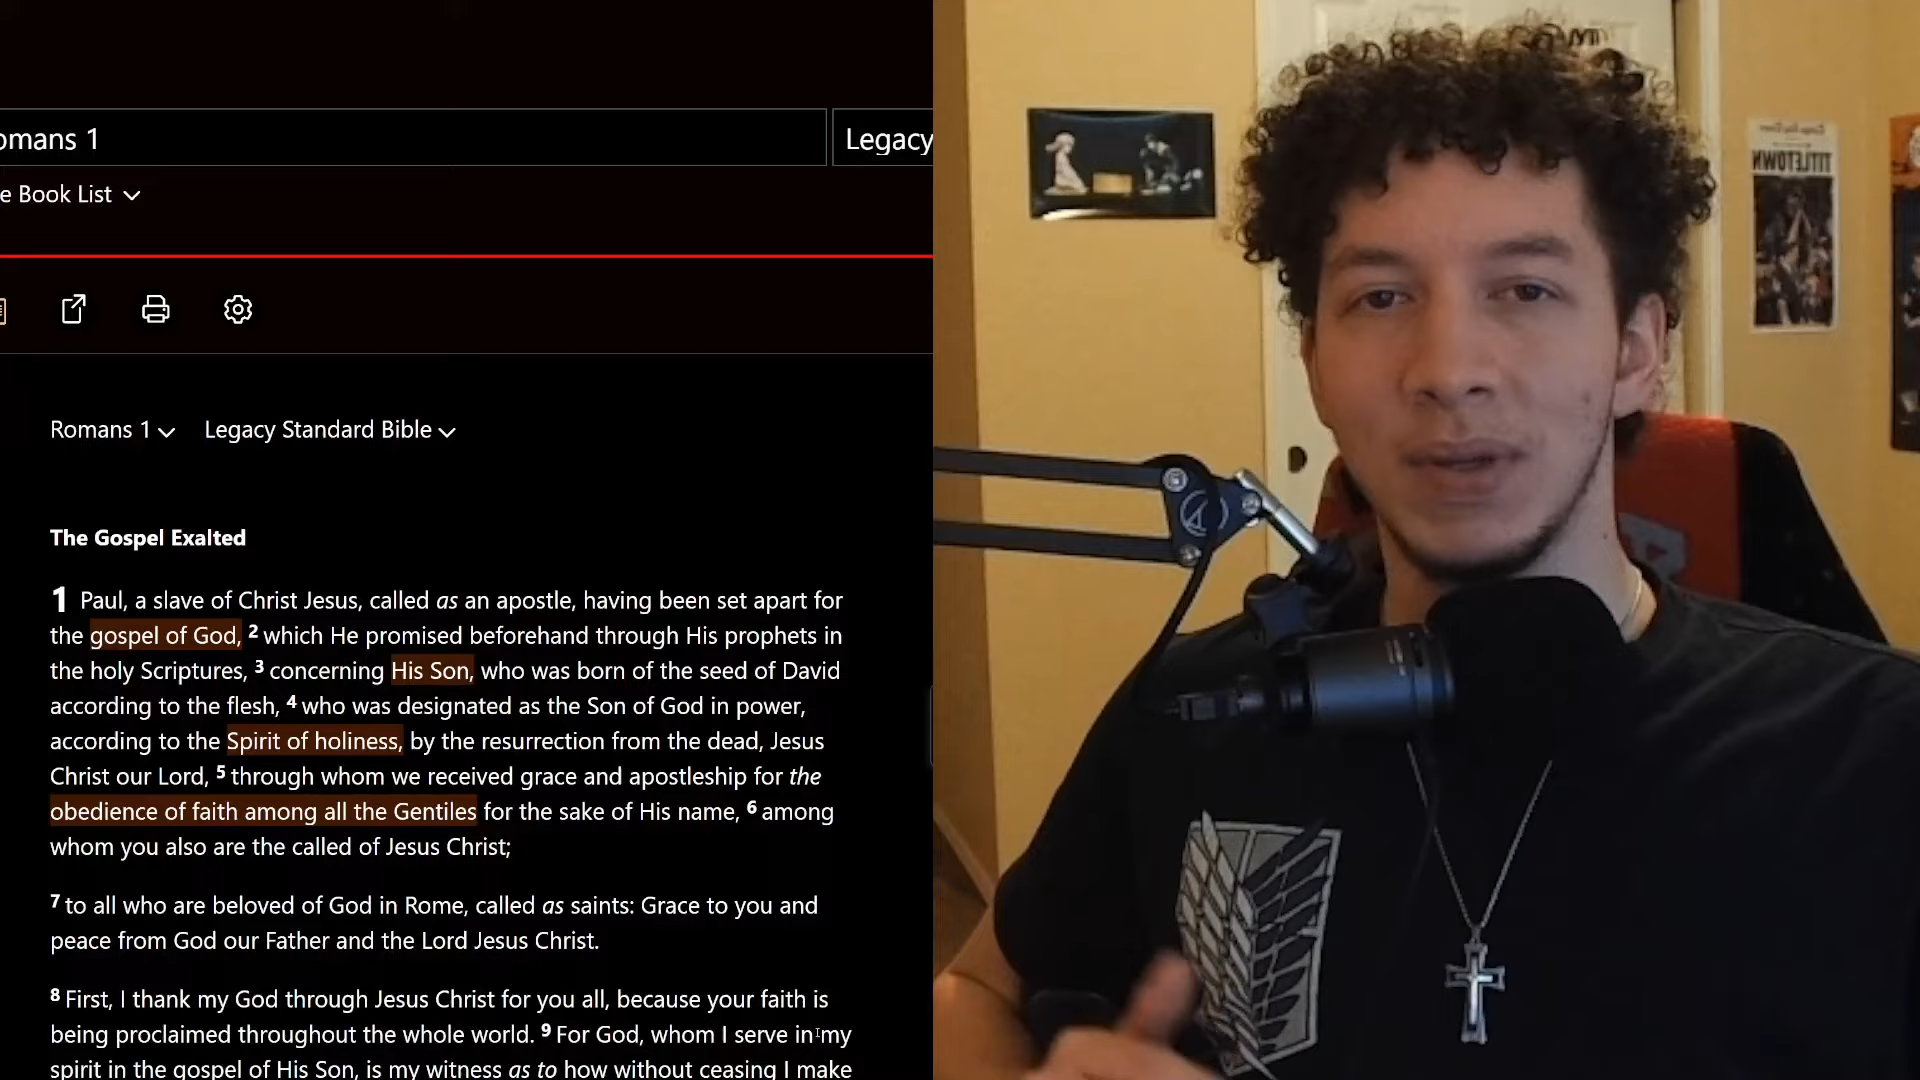 omans 1
Legacy
e Book List
Romans 1
Legacy Standard Bible
The Gospel Exalted
1 Paul, a slave of Christ Jesus, called as an apostle, having been set apart for
the gospel of God, 2 which He promised beforehand through His prophets in
the holy Scriptures, 3 concerning His Son, who was born of the seed of David
according to the flesh, 4 who was designated as the Son of God in power,
according to the Spirit of holiness, by the resurrection from the dead, Jesus
Christ our Lord, 5 through whom we received grace and apostleship for the
obedience of faith among all the Gentiles for the sake of His name, 6 among
whom you also are the called of Jesus Christ;
7 to all who are beloved of God in Rome, called as saints: Grace to you and
peace from God our Father and the Lord Jesus Christ.
8 First, I thank my God through Jesus Christ for you all, because your faith is
being proclaimed throughout the whole world. 9 For God, whom I serve in my
spirit in the gospel of His Son, is my witness as to how without ceasing I make
TITLETOWN